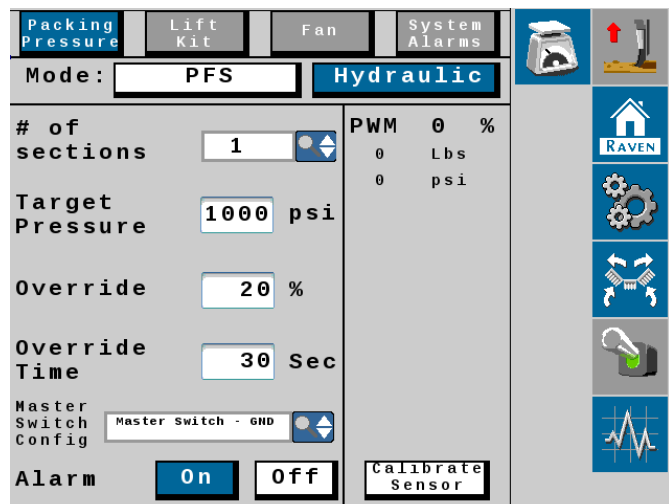 Packing Pressure
Lift Kit
Fan
System Alarms
Mode: PFS Hydraulic
# of sections 1
PWM 0 %
0 Lbs
0 psi
Target Pressure 1000 psi
Override 20 %
Override Time 30 Sec
Master Switch Config Master Switch - GND
Alarm On Off
Calibrate Sensor
RAVEN